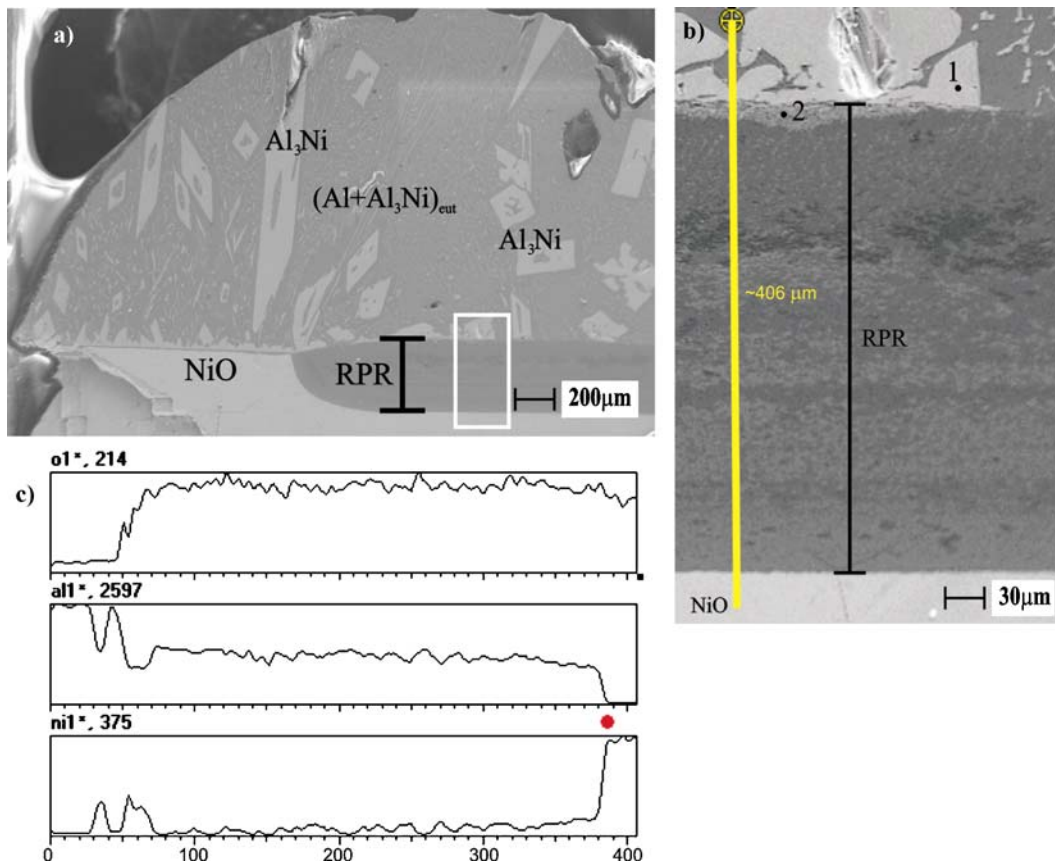 a)
Al₃Ni
(Al+Al₃Ni)eut
Al₃Ni
NiO
RPR
200µm
b)
1
2
~406 µm
RPR
NiO
30µm
c)
o1*, 214
al1*, 2597
ni1*, 375
0 100 200 300 400